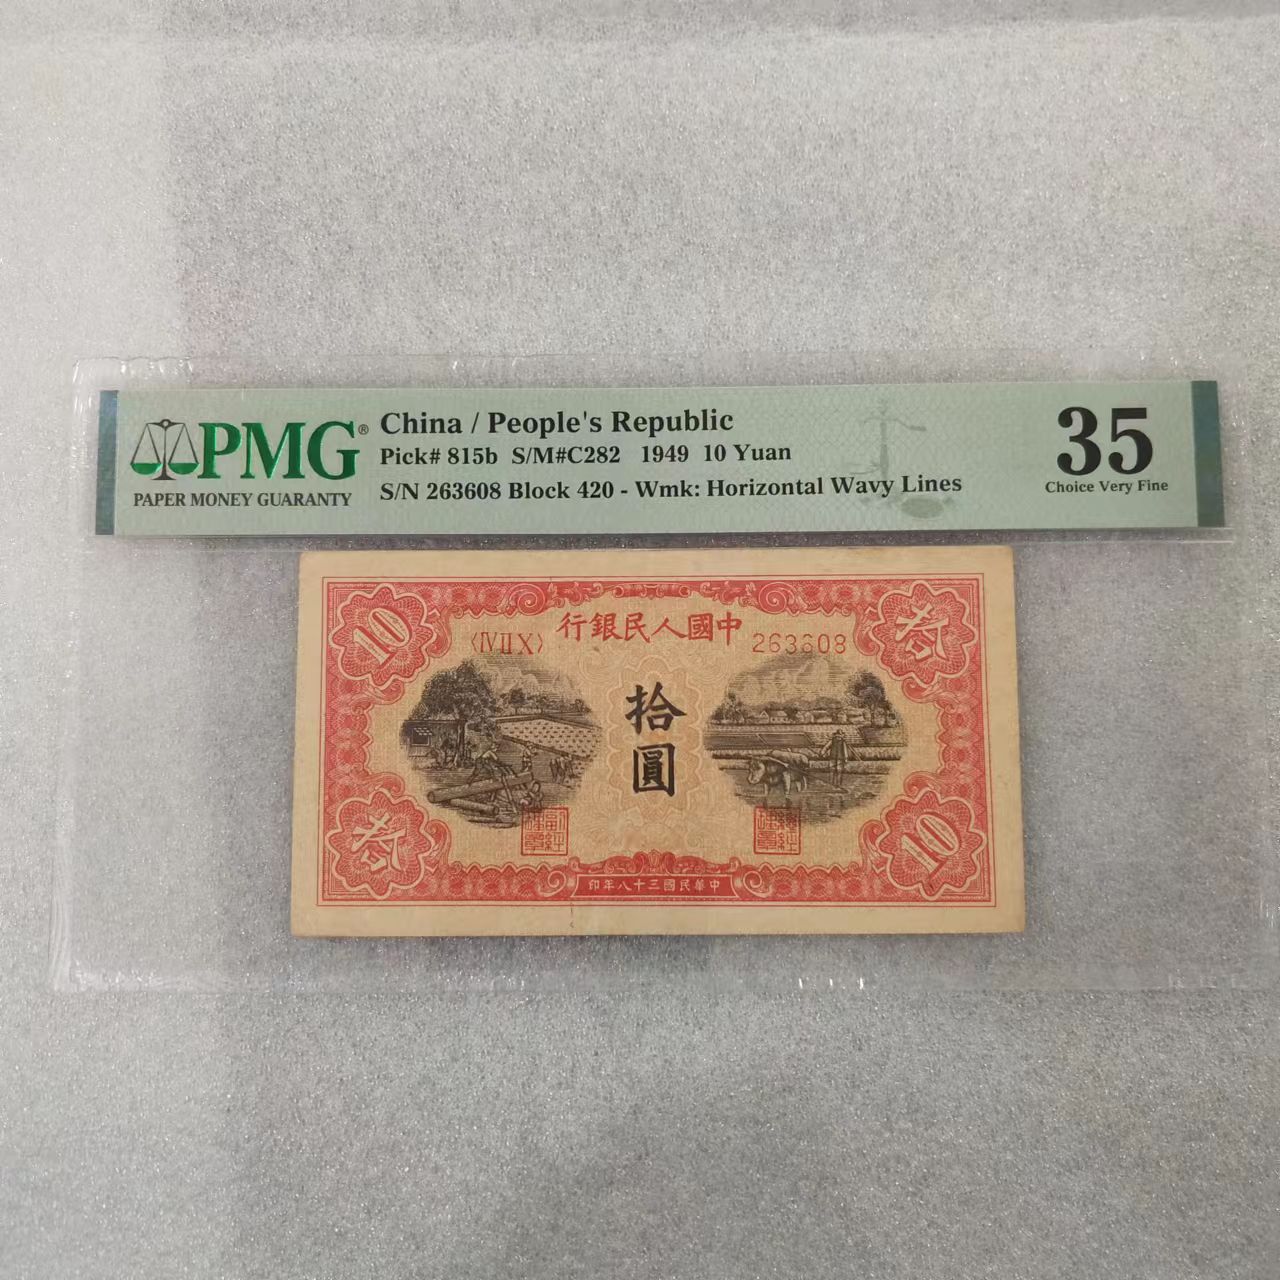 PMG®
PAPER MONEY GUARANTY
China / People's Republic
Pick# 815b S/M#C282 1949 10 Yuan
S/N 263608 Block 420 - Wmk: Horizontal Wavy Lines
35
Choice Very Fine
10
行銀民人國中
拾
〈IV II X〉
263608
拾
圓
拾
10
印年八十三國民華中